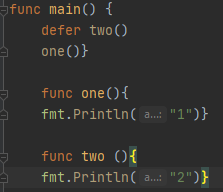 func main() {
defer two()
one()}
func one(){
fmt.Println( a...: "1")}
func two (){
fmt.Println( a...: "2")}